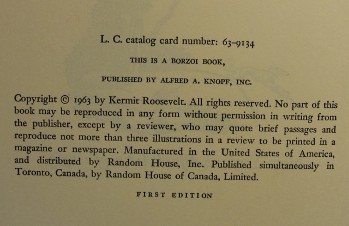 L. C. catalog card number: 63-9134
THIS IS A BORZOI BOOK,
PUBLISHED BY ALFRED A. KNOPF, INC.
Copyright © 1963 by Kermit Roosevelt. All rights reserved. No part of this
book may be reproduced in any form without permission in writing from
the publisher, except by a reviewer, who may quote brief passages and
reproduce not more than three illustrations in a review to be printed in a
magazine or newspaper. Manufactured in the United States of America,
and distributed by Random House, Inc. Published simultaneously in
Toronto, Canada, by Random House of Canada, Limited.
FIRST EDITION